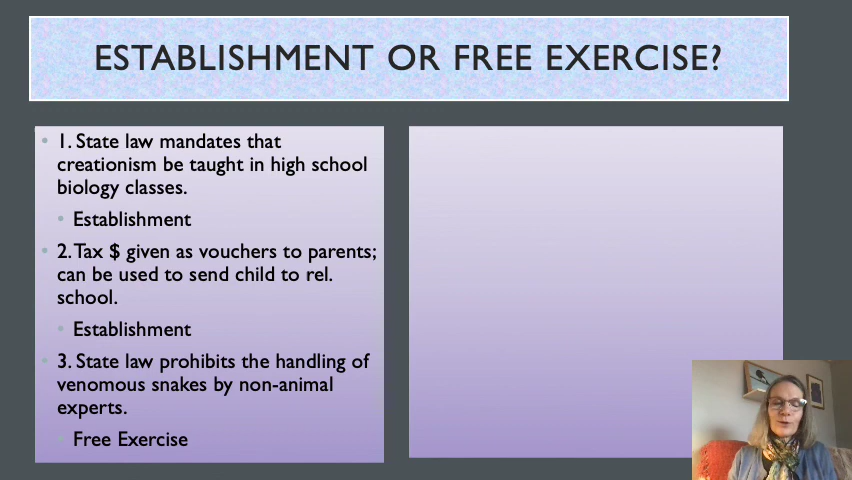 ESTABLISHMENT OR FREE EXERCISE?
• 1. State law mandates that
creationism be taught in high school
biology classes.
• Establishment
• 2. Tax $ given as vouchers to parents;
can be used to send child to rel.
school.
• Establishment
• 3. State law prohibits the handling of
venomous snakes by non-animal
experts.
• Free Exercise